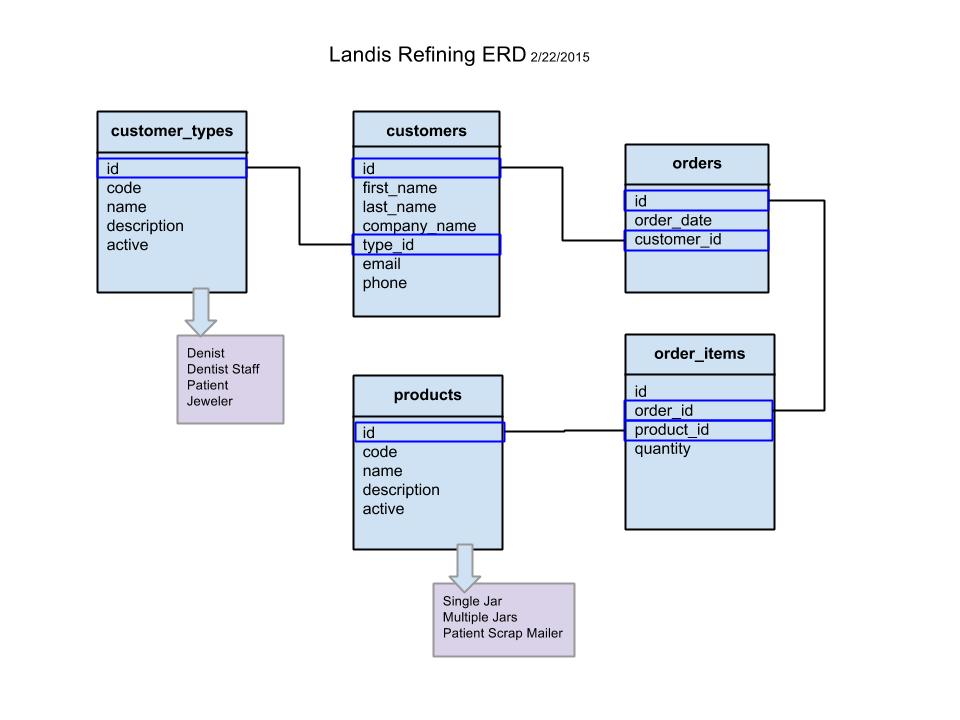 Landis Refining ERD 2/22/2015
customer_types
id
code
name
description
active
Denist
Dentist Staff
Patient
Jeweler
customers
id
first_name
last_name
company_name
type_id
email
phone
orders
id
order_date
customer_id
products
id
code
name
description
active
Single Jar
Multiple Jars
Patient Scrap Mailer
order_items
id
order_id
product_id
quantity